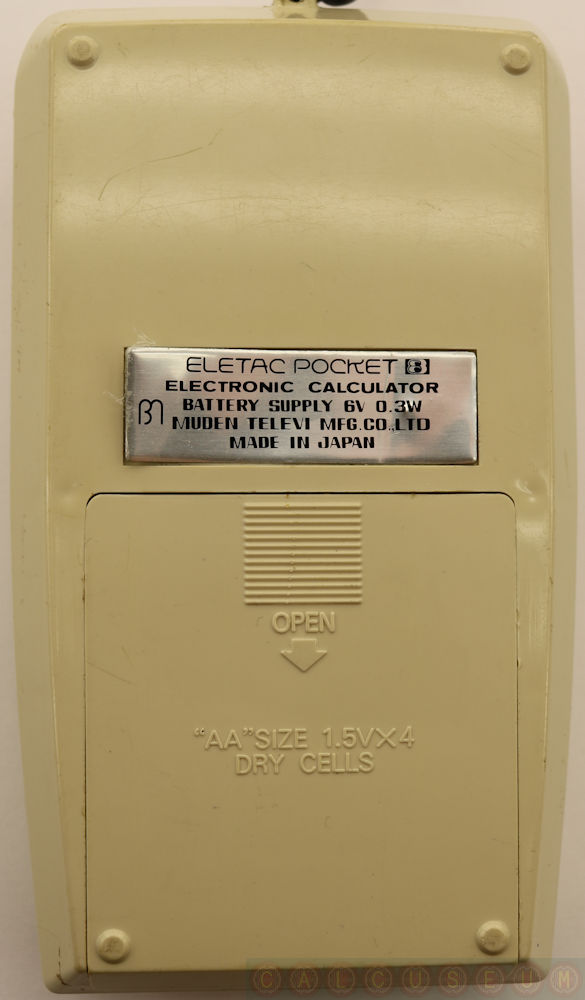 ELETAC POCKET 8
ELECTRONIC CALCULATOR
BATTERY SUPPLY 6V 0.3W
MUDEN TELEVI MFG.CO.,LTD
MADE IN JAPAN
OPEN
“AA” SIZE 1.5V×4
DRY CELLS
CALCUSEUM